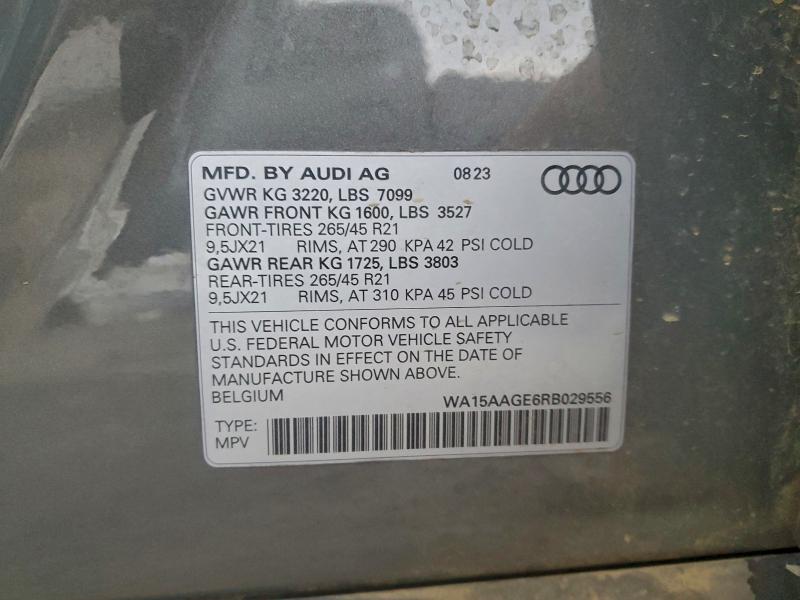 MFD. BY AUDI AG 08 23
GVWR KG 3220, LBS 7099
GAWR FRONT KG 1600, LBS 3527
FRONT-TIRES 265/45 R21
9,5JX21 RIMS, AT 290 KPA 42 PSI COLD
GAWR REAR KG 1725, LBS 3803
REAR-TIRES 265/45 R21
9,5JX21 RIMS, AT 310 KPA 45 PSI COLD
THIS VEHICLE CONFORMS TO ALL APPLICABLE
U.S. FEDERAL MOTOR VEHICLE SAFETY
STANDARDS IN EFFECT ON THE DATE OF
MANUFACTURE SHOWN ABOVE.
BELGIUM WA15AAGE6RB029556
TYPE:
MPV